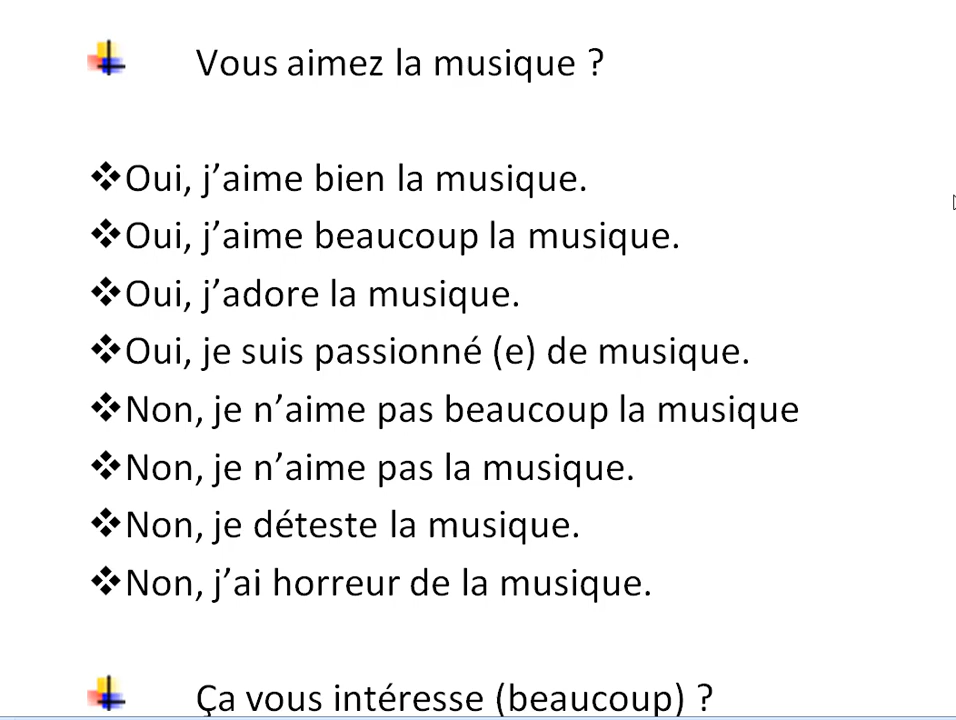 Vous aimez la musique ?
❖Oui, j’aime bien la musique.
❖Oui, j’aime beaucoup la musique.
❖Oui, j’adore la musique.
❖Oui, je suis passionné (e) de musique.
❖Non, je n’aime pas beaucoup la musique
❖Non, je n’aime pas la musique.
❖Non, je déteste la musique.
❖Non, j’ai horreur de la musique.
Ça vous intéresse (beaucoup) ?